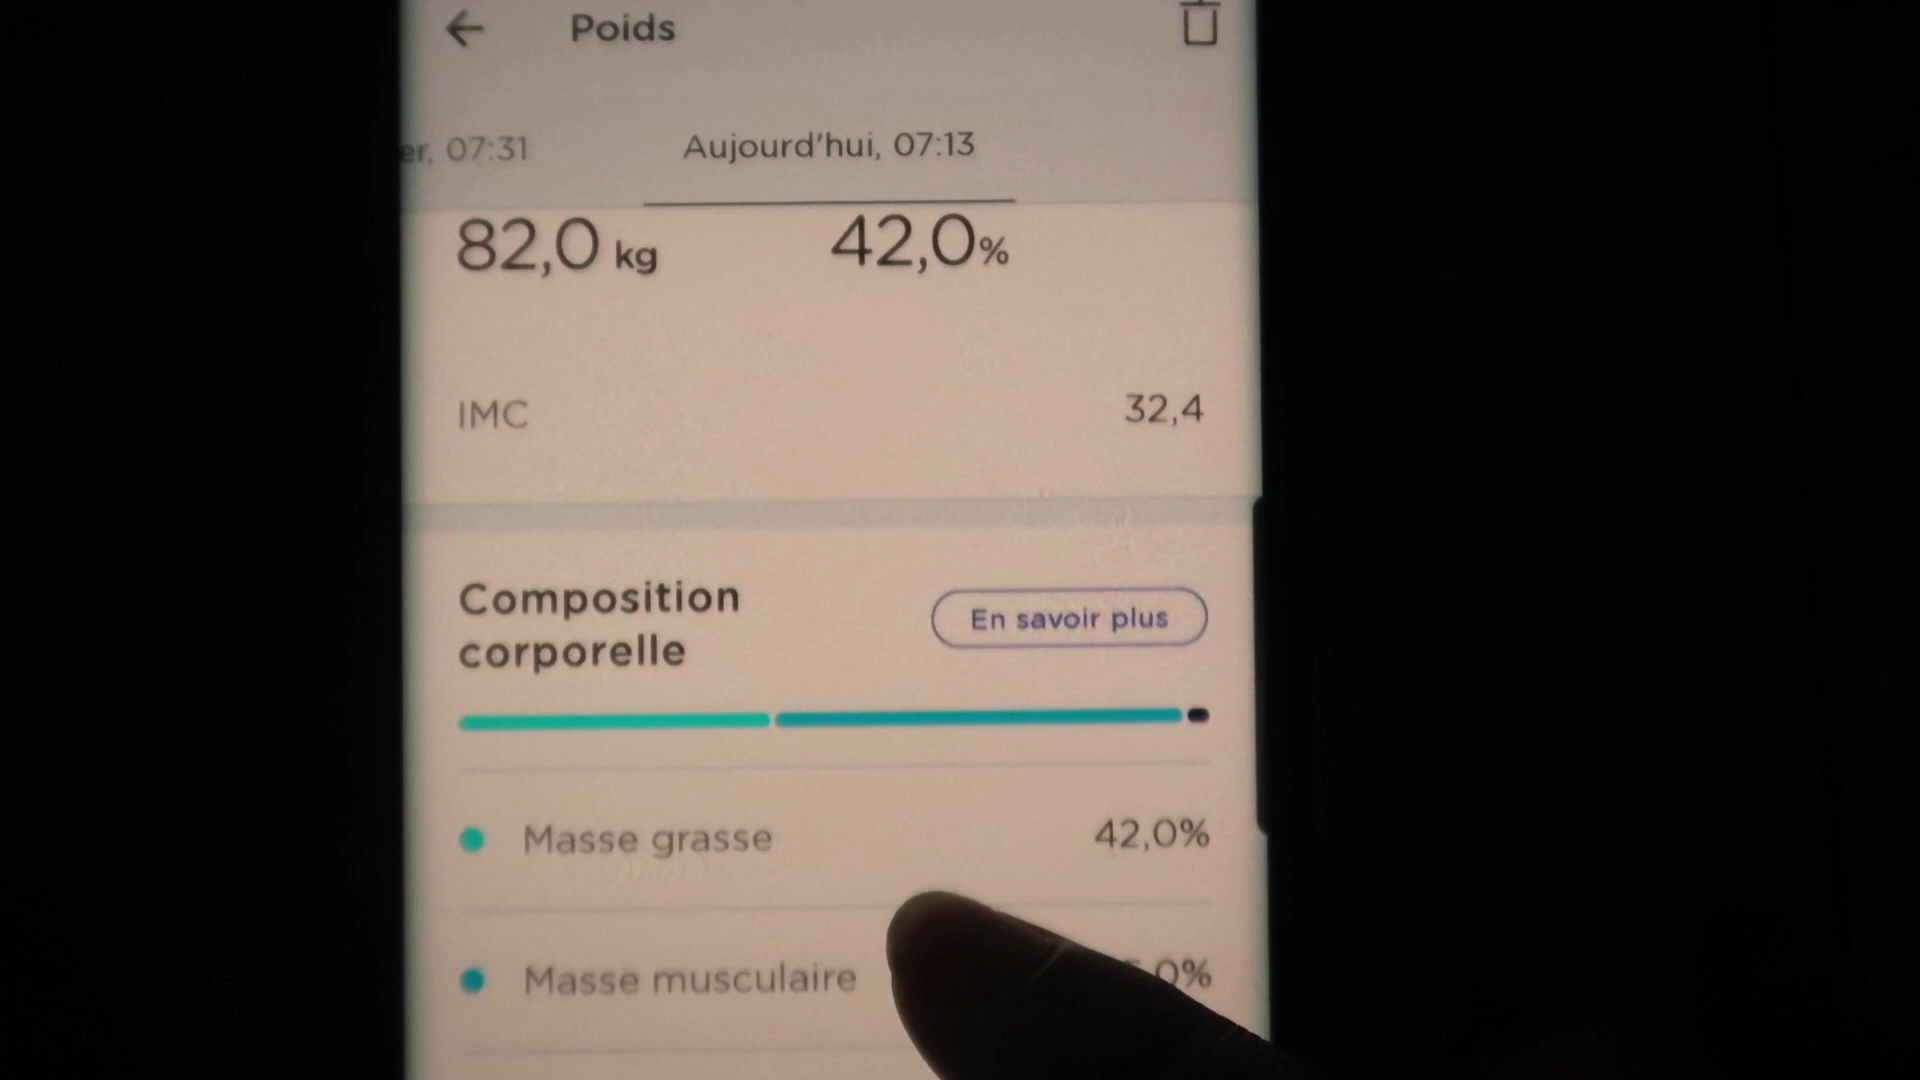 Poids
er, 07:31
Aujourd'hui, 07:13
82,0 kg
42,0%
IMC
32,4
Composition
corporelle
En savoir plus
Masse grasse
42,0%
Masse musculaire